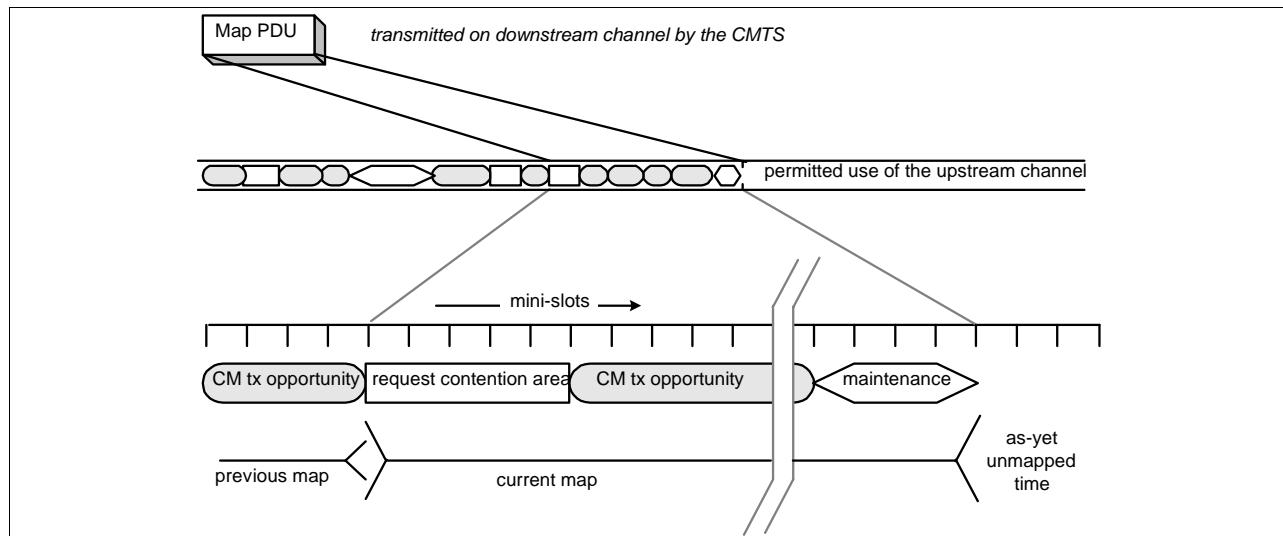 Map PDU
transmitted on downstream channel by the CMTS
permitted use of the upstream channel
mini-slots
CM tx opportunity
request contention area
CM tx opportunity
maintenance
previous map
current map
as-yet
unmapped
time